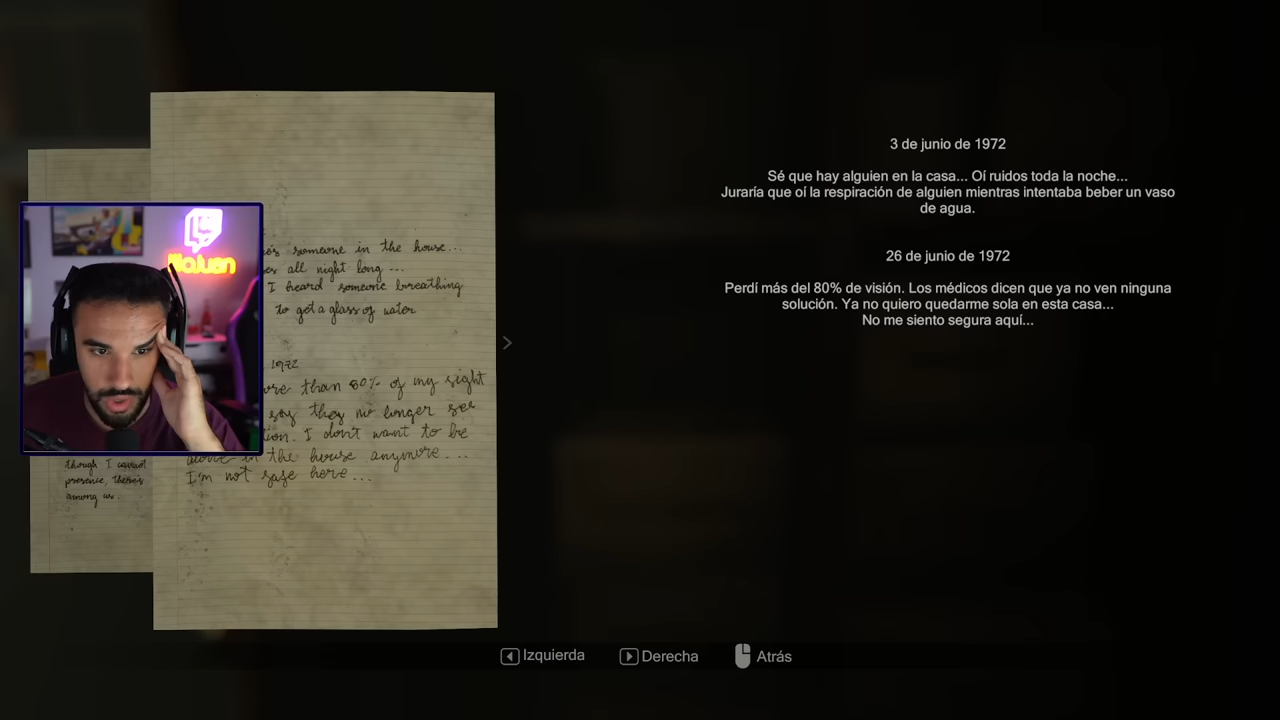 e's someone in the house...
es all night long ...
I heard someone breathing
to get a glass of water
1972
ore than 80% of my sight
say they no longer see
tion. I don't want to be
alone in the house anymore....
I'm not safe here ...
though I cannot
presence, there's
among us.
3 de junio de 1972
Sé que hay alguien en la casa... Oí ruidos toda la noche...
Juraría que oí la respiración de alguien mientras intentaba beber un vaso
de agua.
26 de junio de 1972
Perdí más del 80% de visión. Los médicos dicen que ya no ven ninguna
solución. Ya no quiero quedarme sola en esta casa...
No me siento segura aquí...
Izquierda
Derecha
Atrás